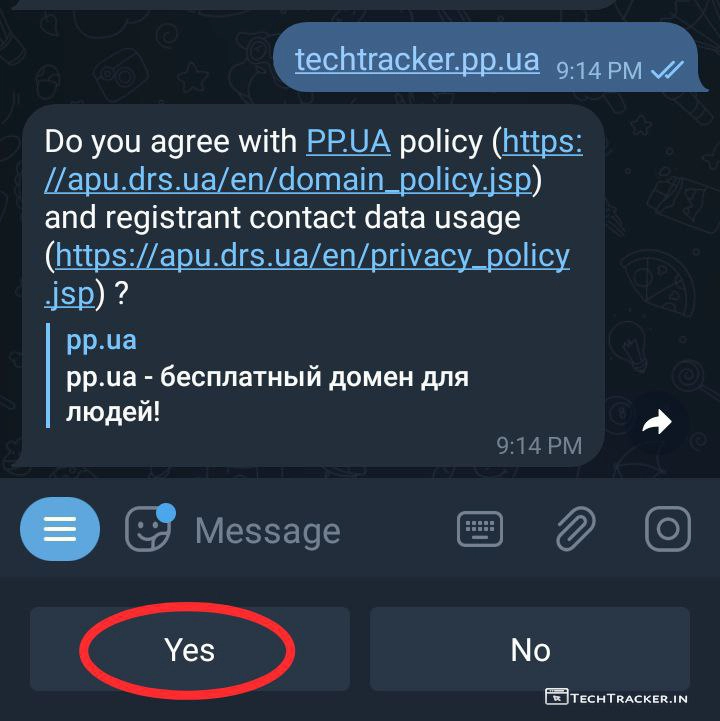 techtracker.pp.ua 9:14 PM
Do you agree with PP.UA policy (https:
//apu.drs.ua/en/domain_policy.jsp)
and registrant contact data usage
(https://apu.drs.ua/en/privacy_policy
.jsp) ?
pp.ua
pp.ua - бесплатный домен для
людей!
9:14 PM
Message
Yes No
TECHTRACKER.IN